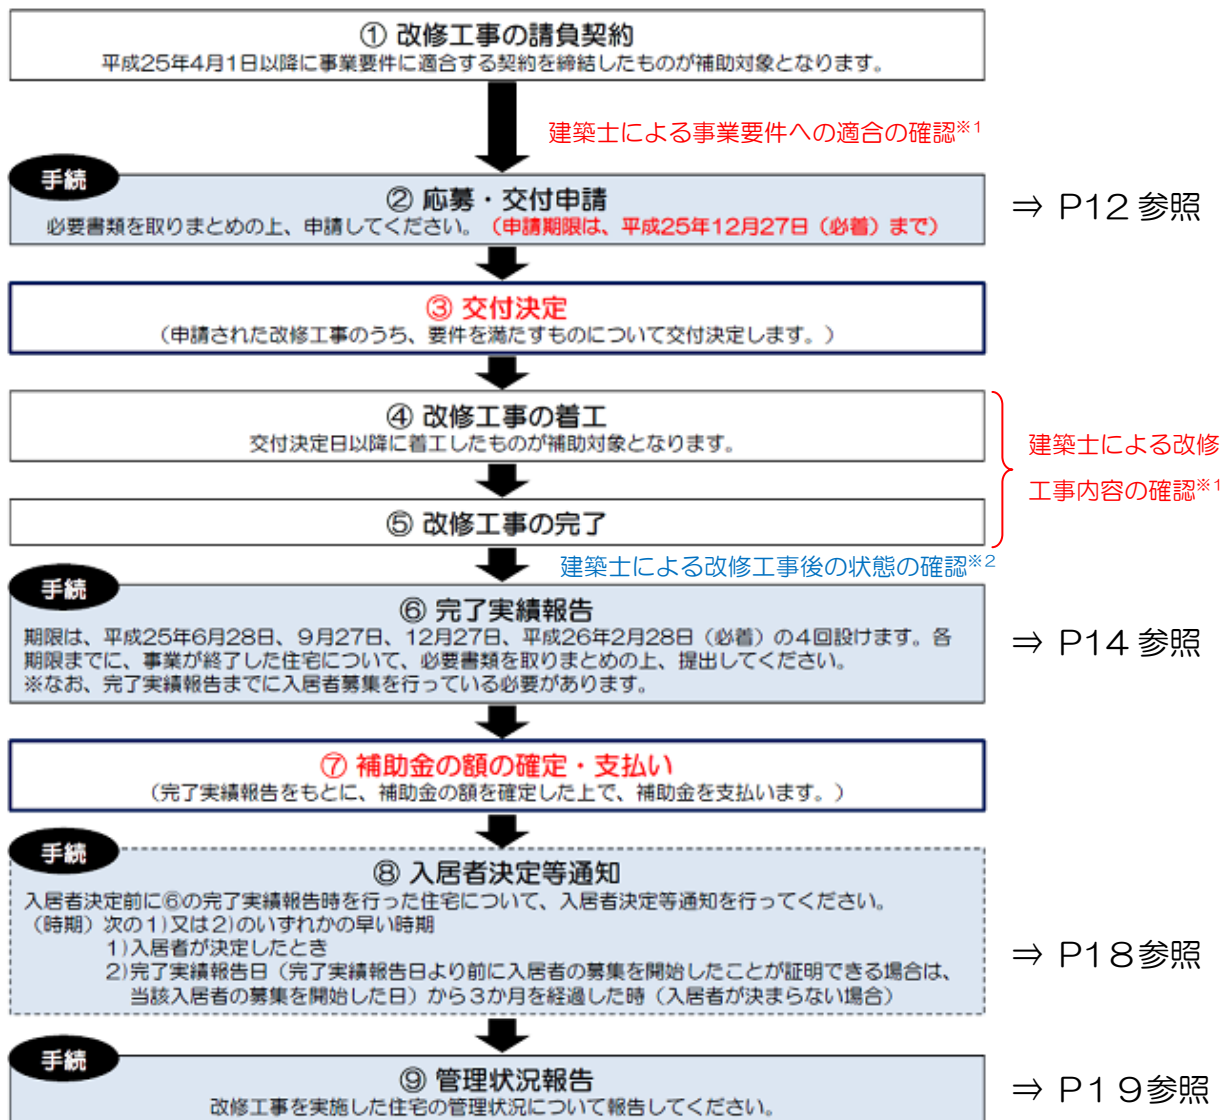 ① 改修工事の請負契約
平成25年4月1日以降に事業要件に適合する契約を締結したものが補助対象となります。
建築士による事業要件への適合の確認※1
手続
② 応募・交付申請
必要書類を取りまとめの上、申請してください。（申請期限は、平成25年12月27日（必着）まで）
⇒ P12 参照
③ 交付決定
（申請された改修工事のうち、要件を満たすものについて交付決定します。）
④ 改修工事の着工
交付決定日以降に着工したものが補助対象となります。
建築士による改修
工事内容の確認※1
⑤ 改修工事の完了
建築士による改修工事後の状態の確認※2
手続
⑥ 完了実績報告
期限は、平成25年6月28日、9月27日、12月27日、平成26年2月28日（必着）の4回設けます。各
期限までに、事業が終了した住宅について、必要書類を取りまとめの上、提出してください。
※なお、完了実績報告までに入居者募集を行っている必要があります。
⇒ P14 参照
⑦ 補助金の額の確定・支払い
（完了実績報告をもとに、補助金の額を確定した上で、補助金を支払います。）
手続
⑧ 入居者決定等通知
入居者決定前に⑥の完了実績報告時を行った住宅について、入居者決定等通知を行ってください。
（時期）次の1)又は2)のいずれかの早い時期
1)入居者が決定したとき
2)完了実績報告日（完了実績報告日より前に入居者の募集を開始したことが証明できる場合は、
当該入居者の募集を開始した日）から3か月を経過した時（入居者が決まらない場合）
⇒ P18参照
手続
⑨ 管理状況報告
改修工事を実施した住宅の管理状況について報告してください。
⇒ P19参照